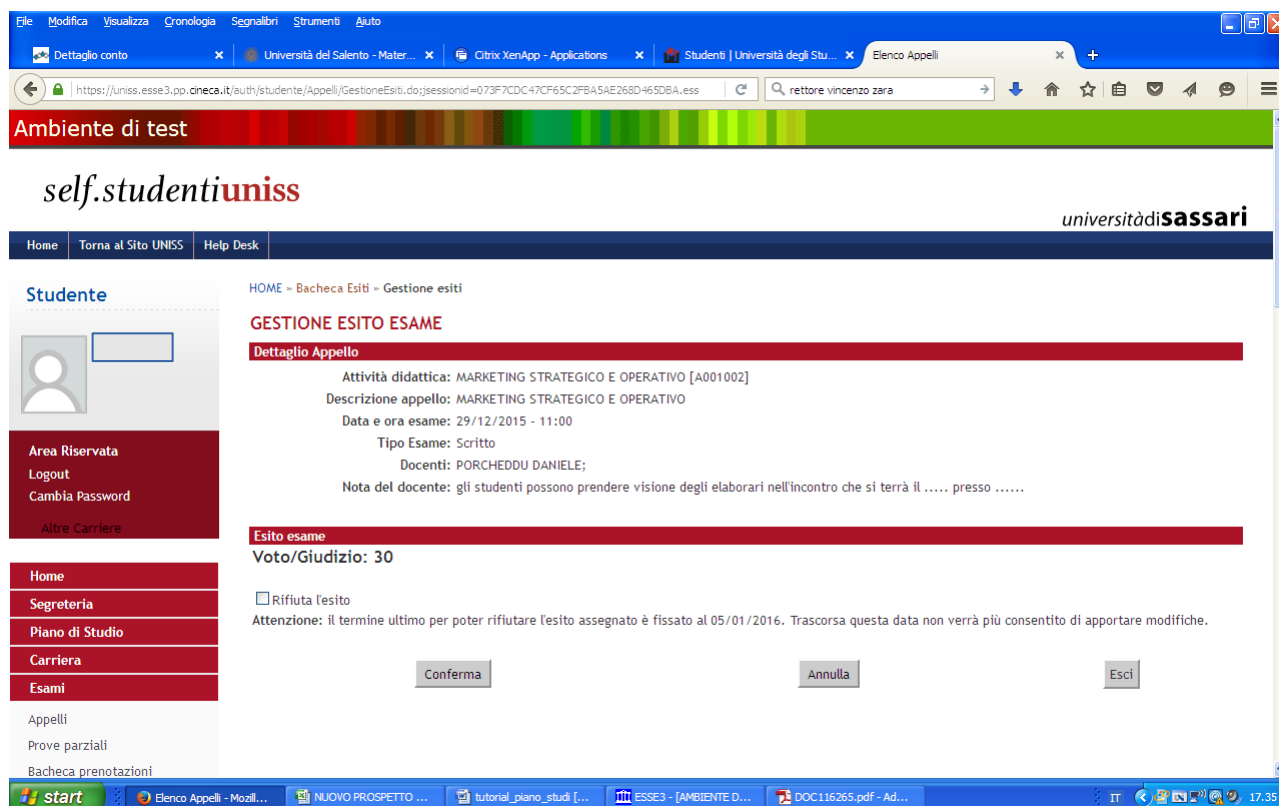 File Modifica Visualizza Cronologia Segnalibri Strumenti Aiuto
Dettaglio conto
Università del Salento - Mater...
Citrix XenApp - Applications
Studenti | Università degli Stu...
Elenco Appelli
https://uniss.esse3.pp.cineca.it/auth/studente/Appelli/GestioneEsiti.do;jsessionid=073F7CDC47CF65C2FBA5AE268D465DBA.ess
rettore vincenzo zara
Ambiente di test
self.studentiuniss
universitàdisassari
Home Torna al Sito UNISS Help Desk
Studente
HOME » Bacheca Esiti » Gestione esiti
GESTIONE ESITO ESAME
Dettaglio Appello
Attività didattica: MARKETING STRATEGICO E OPERATIVO [A001002]
Descrizione appello: MARKETING STRATEGICO E OPERATIVO
Data e ora esame: 29/12/2015 - 11:00
Tipo Esame: Scritto
Docenti: PORCHEDDU DANIELE;
Nota del docente: gli studenti possono prendere visione degli elaborari nell'incontro che si terrà il ..... presso ......
Area Riservata
Logout
Cambia Password
Altre Carriere
Esito esame
Voto/Giudizio: 30
Rifiuta l'esito
Attenzione: il termine ultimo per poter rifiutare l'esito assegnato è fissato al 05/01/2016. Trascorsa questa data non verrà più consentito di apportare modifiche.
Conferma Annulla Esci
Home
Segreteria
Piano di Studio
Carriera
Esami
Appelli
Prove parziali
Bacheca prenotazioni
start
Elenco Appelli - Mozill...
NUOVO PROSPETTO ...
tutorial_piano_studi [...
ESSE3 - [AMBIENTE D...
DOC116265.pdf - Ad...
IT
17.35